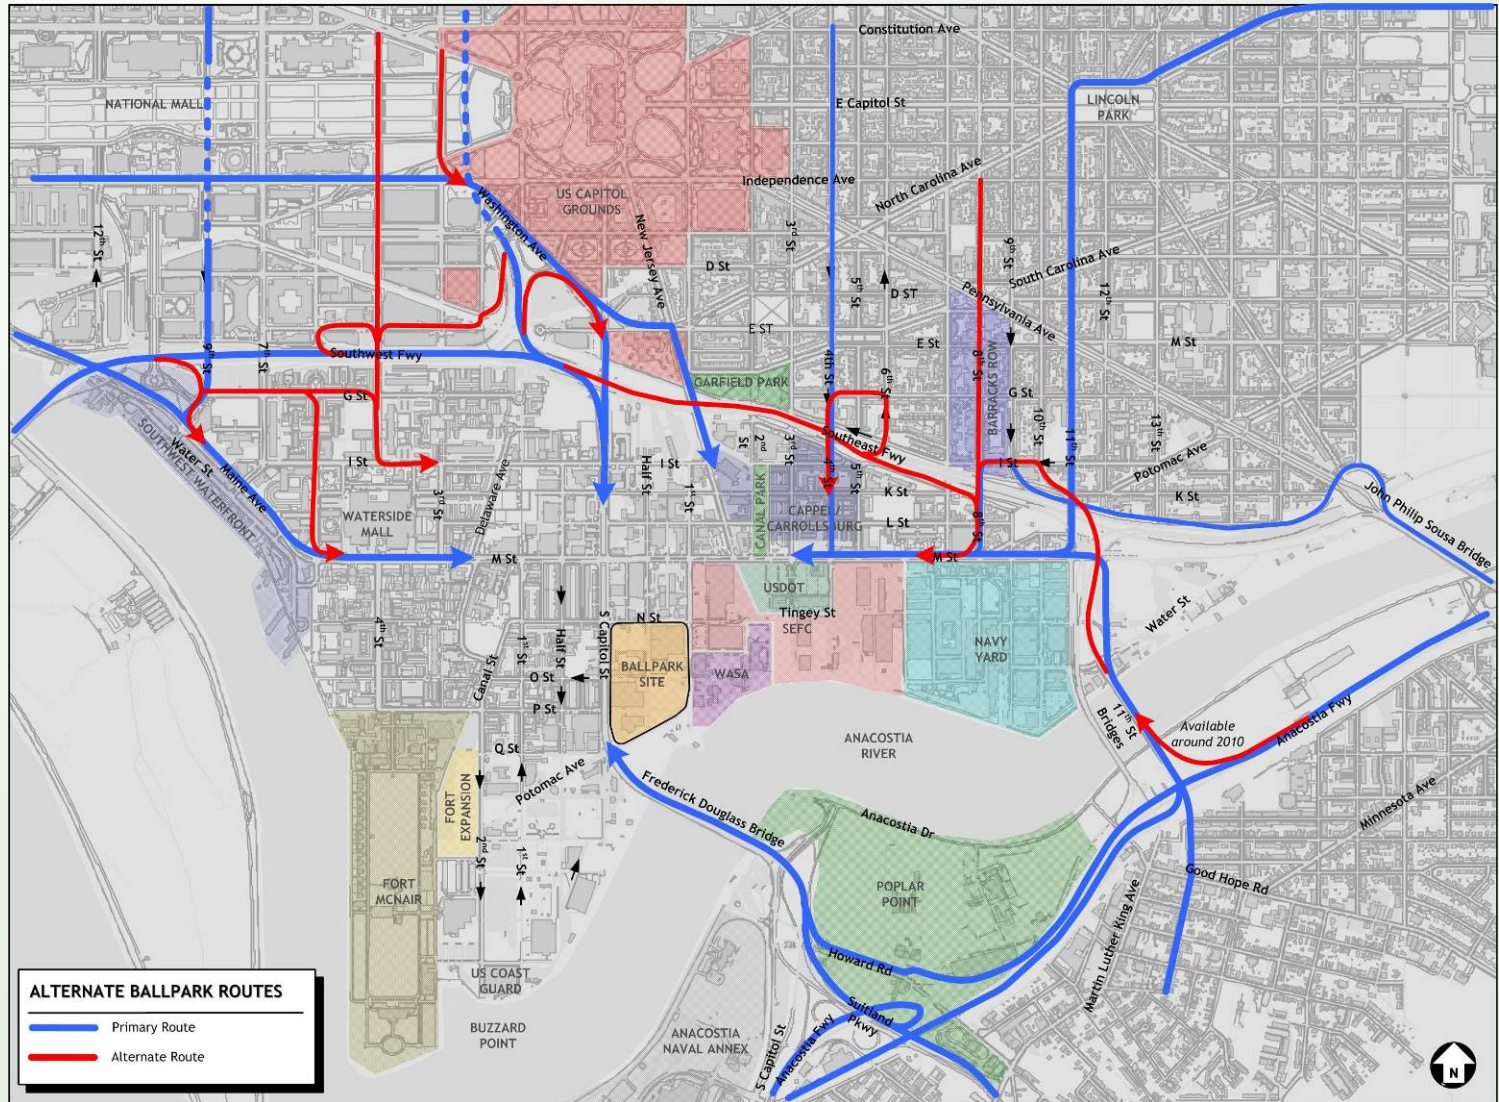 Constitution Ave
NATIONAL MALL
E Capitol St
LINCOLN
PARK
Independence Ave
North Carolina Ave
US CAPITOL
GROUNDS
Washington Ave
New Jersey Ave
3rd St
12th St
9th St
South Carolina Ave
D St
5th St
D ST
Pennsylvania Ave
12th St
E ST
E St
M St
9th St
7th St
Southwest Fwy
4th St
8th St
BARRACKS ROW
GARFIELD PARK
6th St
G St
G St
10th St
11th St
13th St
SOUTHWEST WATERFRONT
Water St
Maine Ave
I St
Delaware Ave
Half St
I St
1st St
2nd St
3rd St
4th St
5th St
Southeast Fwy
I St
Potomac Ave
K St
K St
John Philip Sousa Bridge
3rd St
WATERSIDE
MALL
CANAL PARK
CAPPER/
CARROLLSBURG
L St
8th St
M St
M St
USDOT
Tingey St
SEFC
Water St
4th St
Canal St
1st St
Half St
S Capitol St
N St
BALLPARK
SITE
WASA
NAVY
YARD
O St
P St
Q St
Potomac Ave
ANACOSTIA
RIVER
11th St
Bridges
Available
around 2010
Anacostia Fwy
FORT
EXPANSION
Frederick Douglass Bridge
Anacostia Dr
Minnesota Ave
2nd St
1st St
FORT
MCNAIR
POPLAR
POINT
Good Hope Rd
Martin Luther King Ave
Howard Rd
US COAST
GUARD
BUZZARD
POINT
Suitland
Pkwy
ANACOSTIA
NAVAL ANNEX
S Capitol St
Anacostia Fwy
ALTERNATE BALLPARK ROUTES
Primary Route
Alternate Route
N